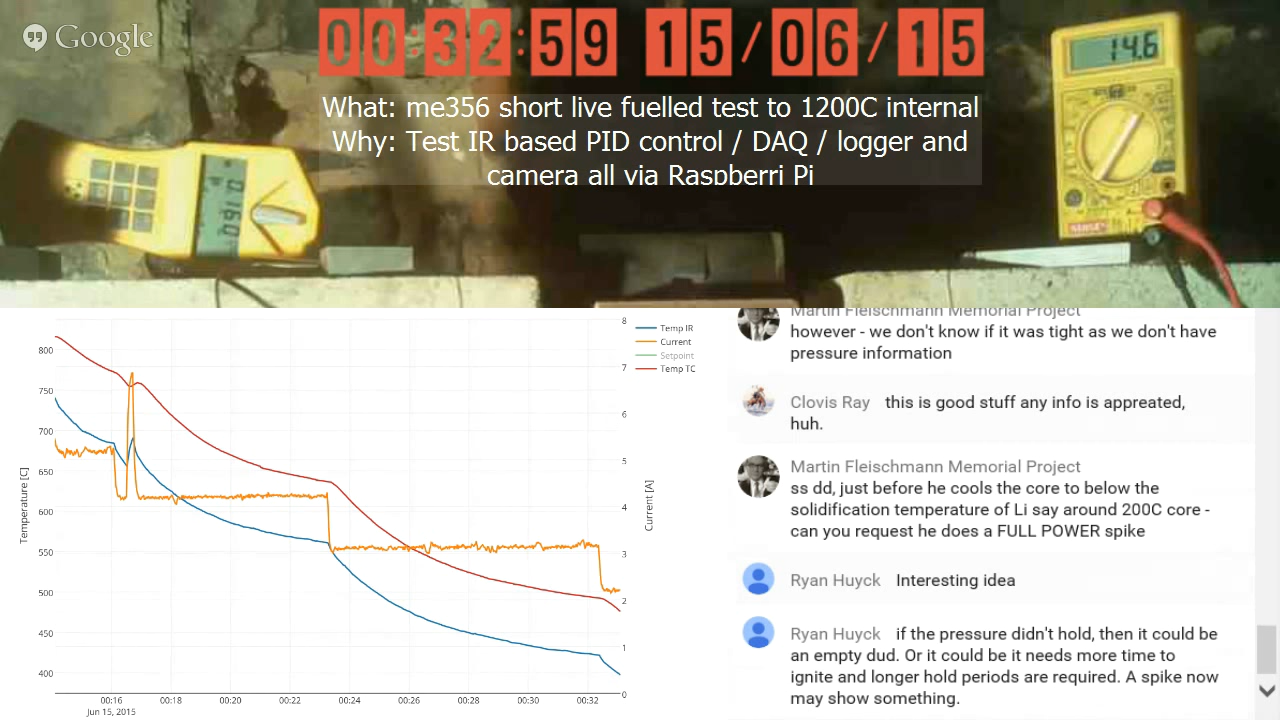 Google
00:32:59 15/06/15
14.6
What: me356 short live fuelled test to 1200C internal
Why: Test IR based PID control / DAQ / logger and
camera all via Raspberri Pi
Temp IR
Current
Setpoint
Temp TC
Temperature [C]
800
750
700
650
600
550
500
450
400
Current [A]
8
7
6
5
4
3
2
1
0
00:16
00:18
00:20
00:22
00:24
00:26
00:28
00:30
00:32
Jun 15, 2015
Martin Fleischmann Memorial Project
however - we don't know if it was tight as we don't have
pressure information
Clovis Ray this is good stuff any info is appreated,
huh.
Martin Fleischmann Memorial Project
ss dd, just before he cools the core to below the
solidification temperature of Li say around 200C core -
can you request he does a FULL POWER spike
Ryan Huyck Interesting idea
Ryan Huyck if the pressure didn't hold, then it could be
an empty dud. Or it could be it needs more time to
ignite and longer hold periods are required. A spike now
may show something.